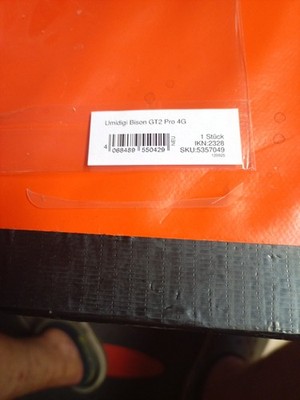 Umidigi Bison GT2 Pro 4G
1 Stück
IKN:2328
SKU:5357049
4 068489 550429
NEU